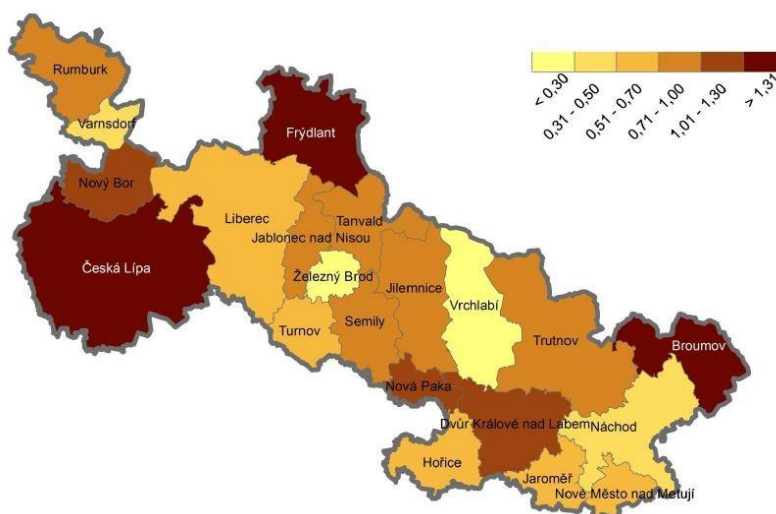 Rumburk
Varnsdorf
Frýdlant
Nový Bor
Liberec
Tanvald
Jablonec nad Nisou
Česká Lípa
Železný Brod
Jilemnice
Vrchlabí
Turnov
Semily
Trutnov
Broumov
Nová Paka
Dvůr Králové nad Labem
Náchod
Hořice
Jaroměř
Nové Město nad Metují
< 0,30
0,31 - 0,50
0,51 - 0,70
0,71 - 1,00
1,01 - 1,30
> 1,31